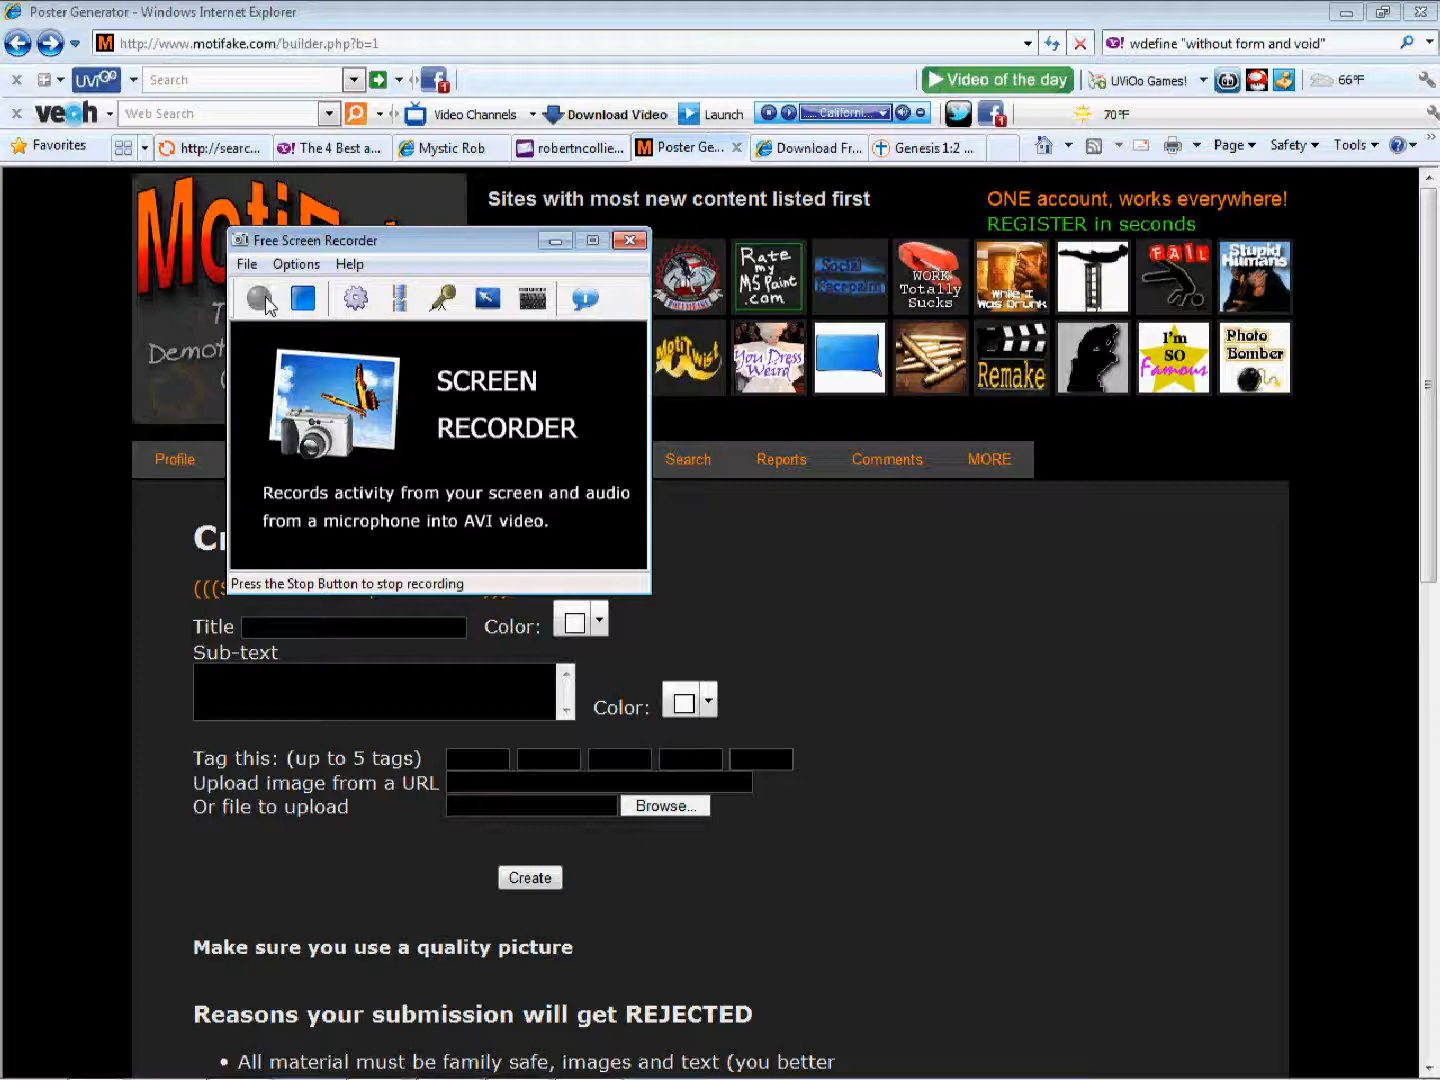 Poster Generator - Windows Internet Explorer
http://www.motifake.com/builder.php?b=1
wdefine "without form and void"
Search
Video of the day
UViOo Games!
66°F
veoh
Web Search
Video Channels
Download Video
Launch
Californi...
70°F
Favorites
http://searc...
The 4 Best a...
Mystic Rob
robertncollie...
Poster Ge...
Download Fr...
Genesis 1:2 ...
Page
Safety
Tools
Sites with most new content listed first
ONE account, works everywhere!
REGISTER in seconds
Free Screen Recorder
File Options Help
SCREEN
RECORDER
Records activity from your screen and audio
from a microphone into AVI video.
Press the Stop Button to stop recording
Rate
my
MS Paint
.com
WORK
Totally
Sucks
While I
Was Drunk
FAIL
Stupid
Humans
MotiTwist
You Dress
Weird
Remake
I'm
SO
Famous
Photo
Bomber
Profile
Search
Reports
Comments
MORE
Title
Color:
Sub-text
Color:
Tag this: (up to 5 tags)
Upload image from a URL
Or file to upload
Browse...
Create
Make sure you use a quality picture
Reasons your submission will get REJECTED
• All material must be family safe, images and text (you better